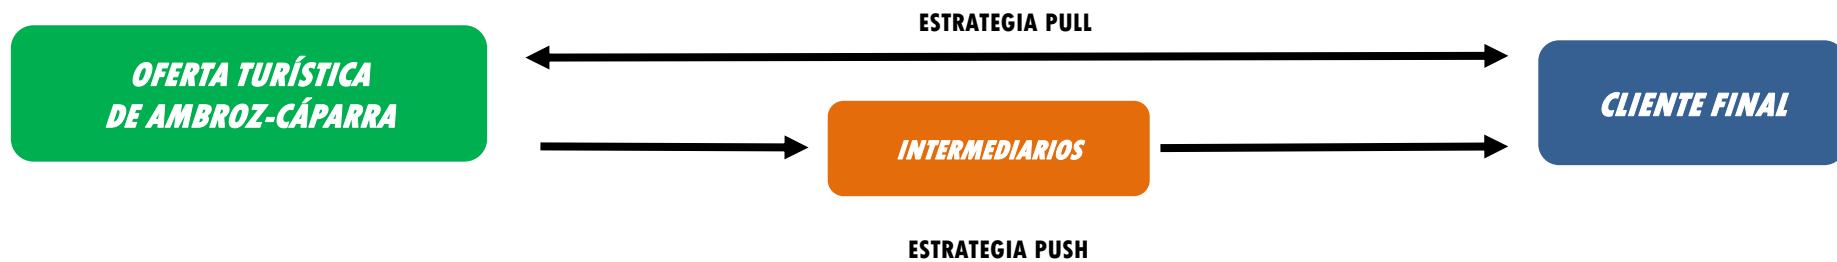 ESTRATEGIA PULL
OFERTA TURÍSTICA
DE AMBROZ-CÁPARRA
CLIENTE FINAL
INTERMEDIARIOS
ESTRATEGIA PUSH